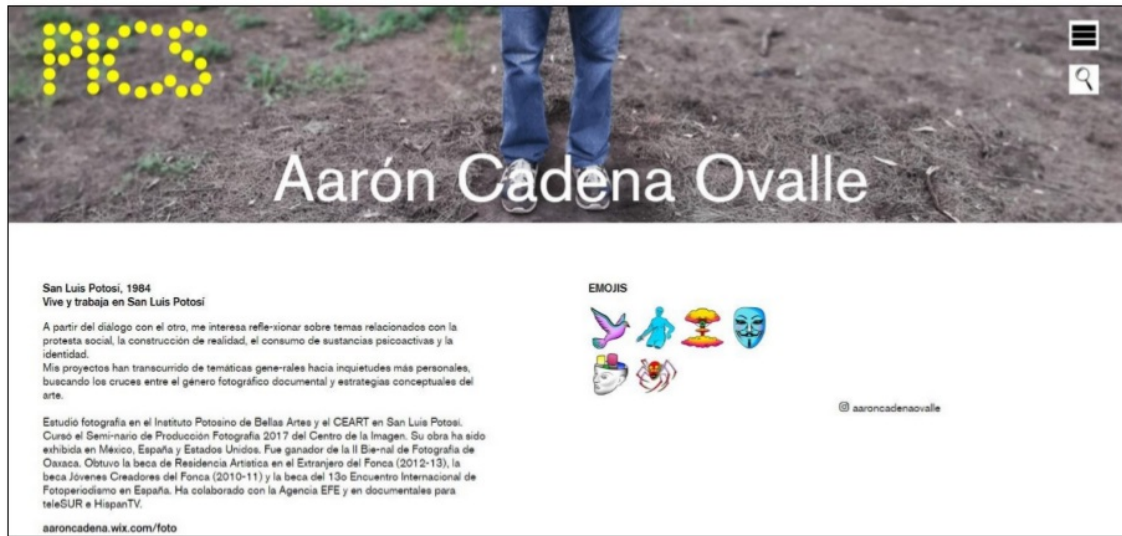 PICS
Aarón Cadena Ovalle
San Luis Potosí, 1984
Vive y trabaja en San Luis Potosí
A partir del diálogo con el otro, me interesa refle-xionar sobre temas relacionados con la
protesta social, la construcción de realidad, el consumo de sustancias psicoactivas y la
identidad.
Mis proyectos han transcurrido de temáticas gene-rales hacia inquietudes más personales,
buscando los cruces entre el género fotográfico documental y estrategias conceptuales del
arte.
Estudió fotografía en el Instituto Potosino de Bellas Artes y el CEART en San Luis Potosí.
Cursó el Semi-nario de Producción Fotografía 2017 del Centro de la Imagen. Su obra ha sido
exhibida en México, España y Estados Unidos. Fue ganador de la II Bie-nal de Fotografía de
Oaxaca. Obtuvo la beca de Residencia Artística en el Extranjero del Fonca (2012-13), la
beca Jóvenes Creadores del Fonca (2010-11) y la beca del 13o Encuentro Internacional de
Fotoperiodismo en España. Ha colaborado con la Agencia EFE y en documentales para
teleSUR e HispanTV.
aaroncadena.wix.com/foto
EMOJIS
aaroncadenaovalle